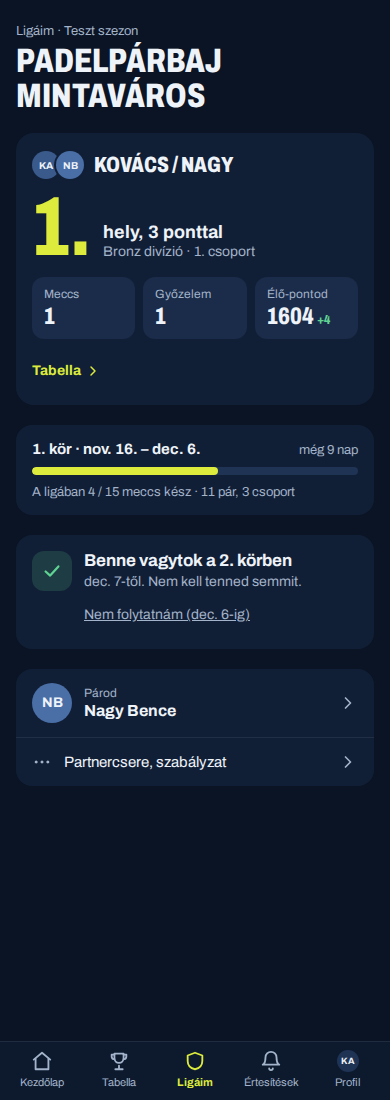 Ligáim · Teszt szezon
PADELPÁRBAJ
MINTAVÁROS
KA NB KOVÁCS / NAGY
1. hely, 3 ponttal
Bronz divízió · 1. csoport
Meccs Győzelem Élő-pontod
1 1 1604 +4
Tabella
1. kör · nov. 16. – dec. 6. még 9 nap
A ligában 4 / 15 meccs kész · 11 pár, 3 csoport
Benne vagytok a 2. körben
dec. 7-től. Nem kell tenned semmit.
Nem folytatnám (dec. 6-ig)
Párod
NB Nagy Bence
Partnercsere, szabályzat
KA
Kezdőlap Tabella Ligáim Értesítések Profil